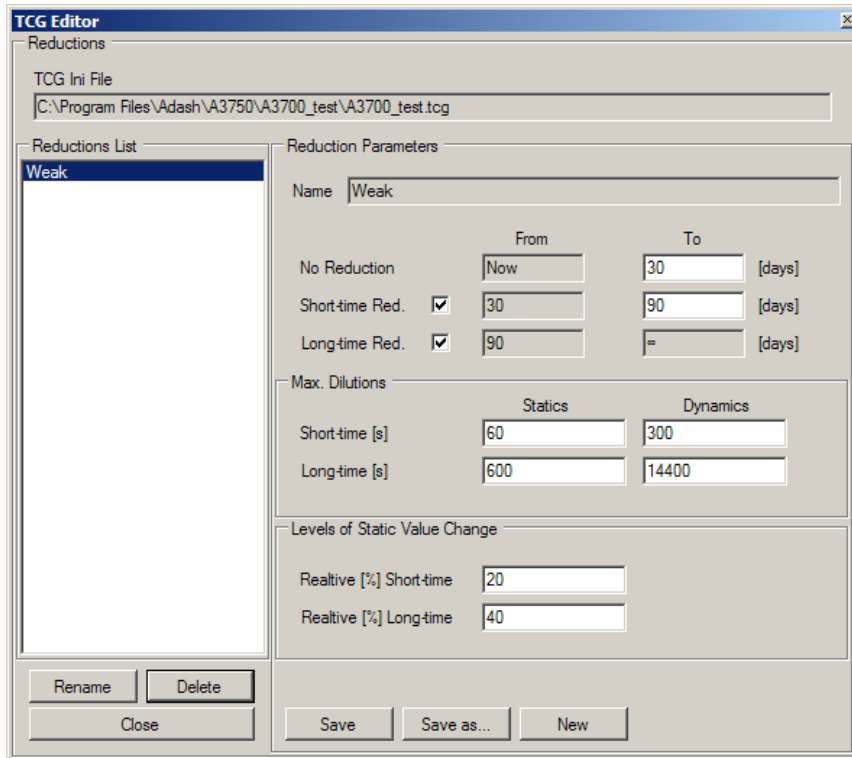 TCG Editor
Reductions
TCG Ini File
C:\Program Files\Adash\A3750\A3700_test\A3700_test.tcg
Reductions List
Weak
Rename
Delete
Close
Reduction Parameters
Name Weak
From To
No Reduction Now 30 [days]
Short-time Red. 30 90 [days]
Long-time Red. 90 ∞ [days]
Max. Dilutions
Statics Dynamics
Short-time [s] 60 300
Long-time [s] 600 14400
Levels of Static Value Change
Realtive [%] Short-time 20
Realtive [%] Long-time 40
Save Save as... New